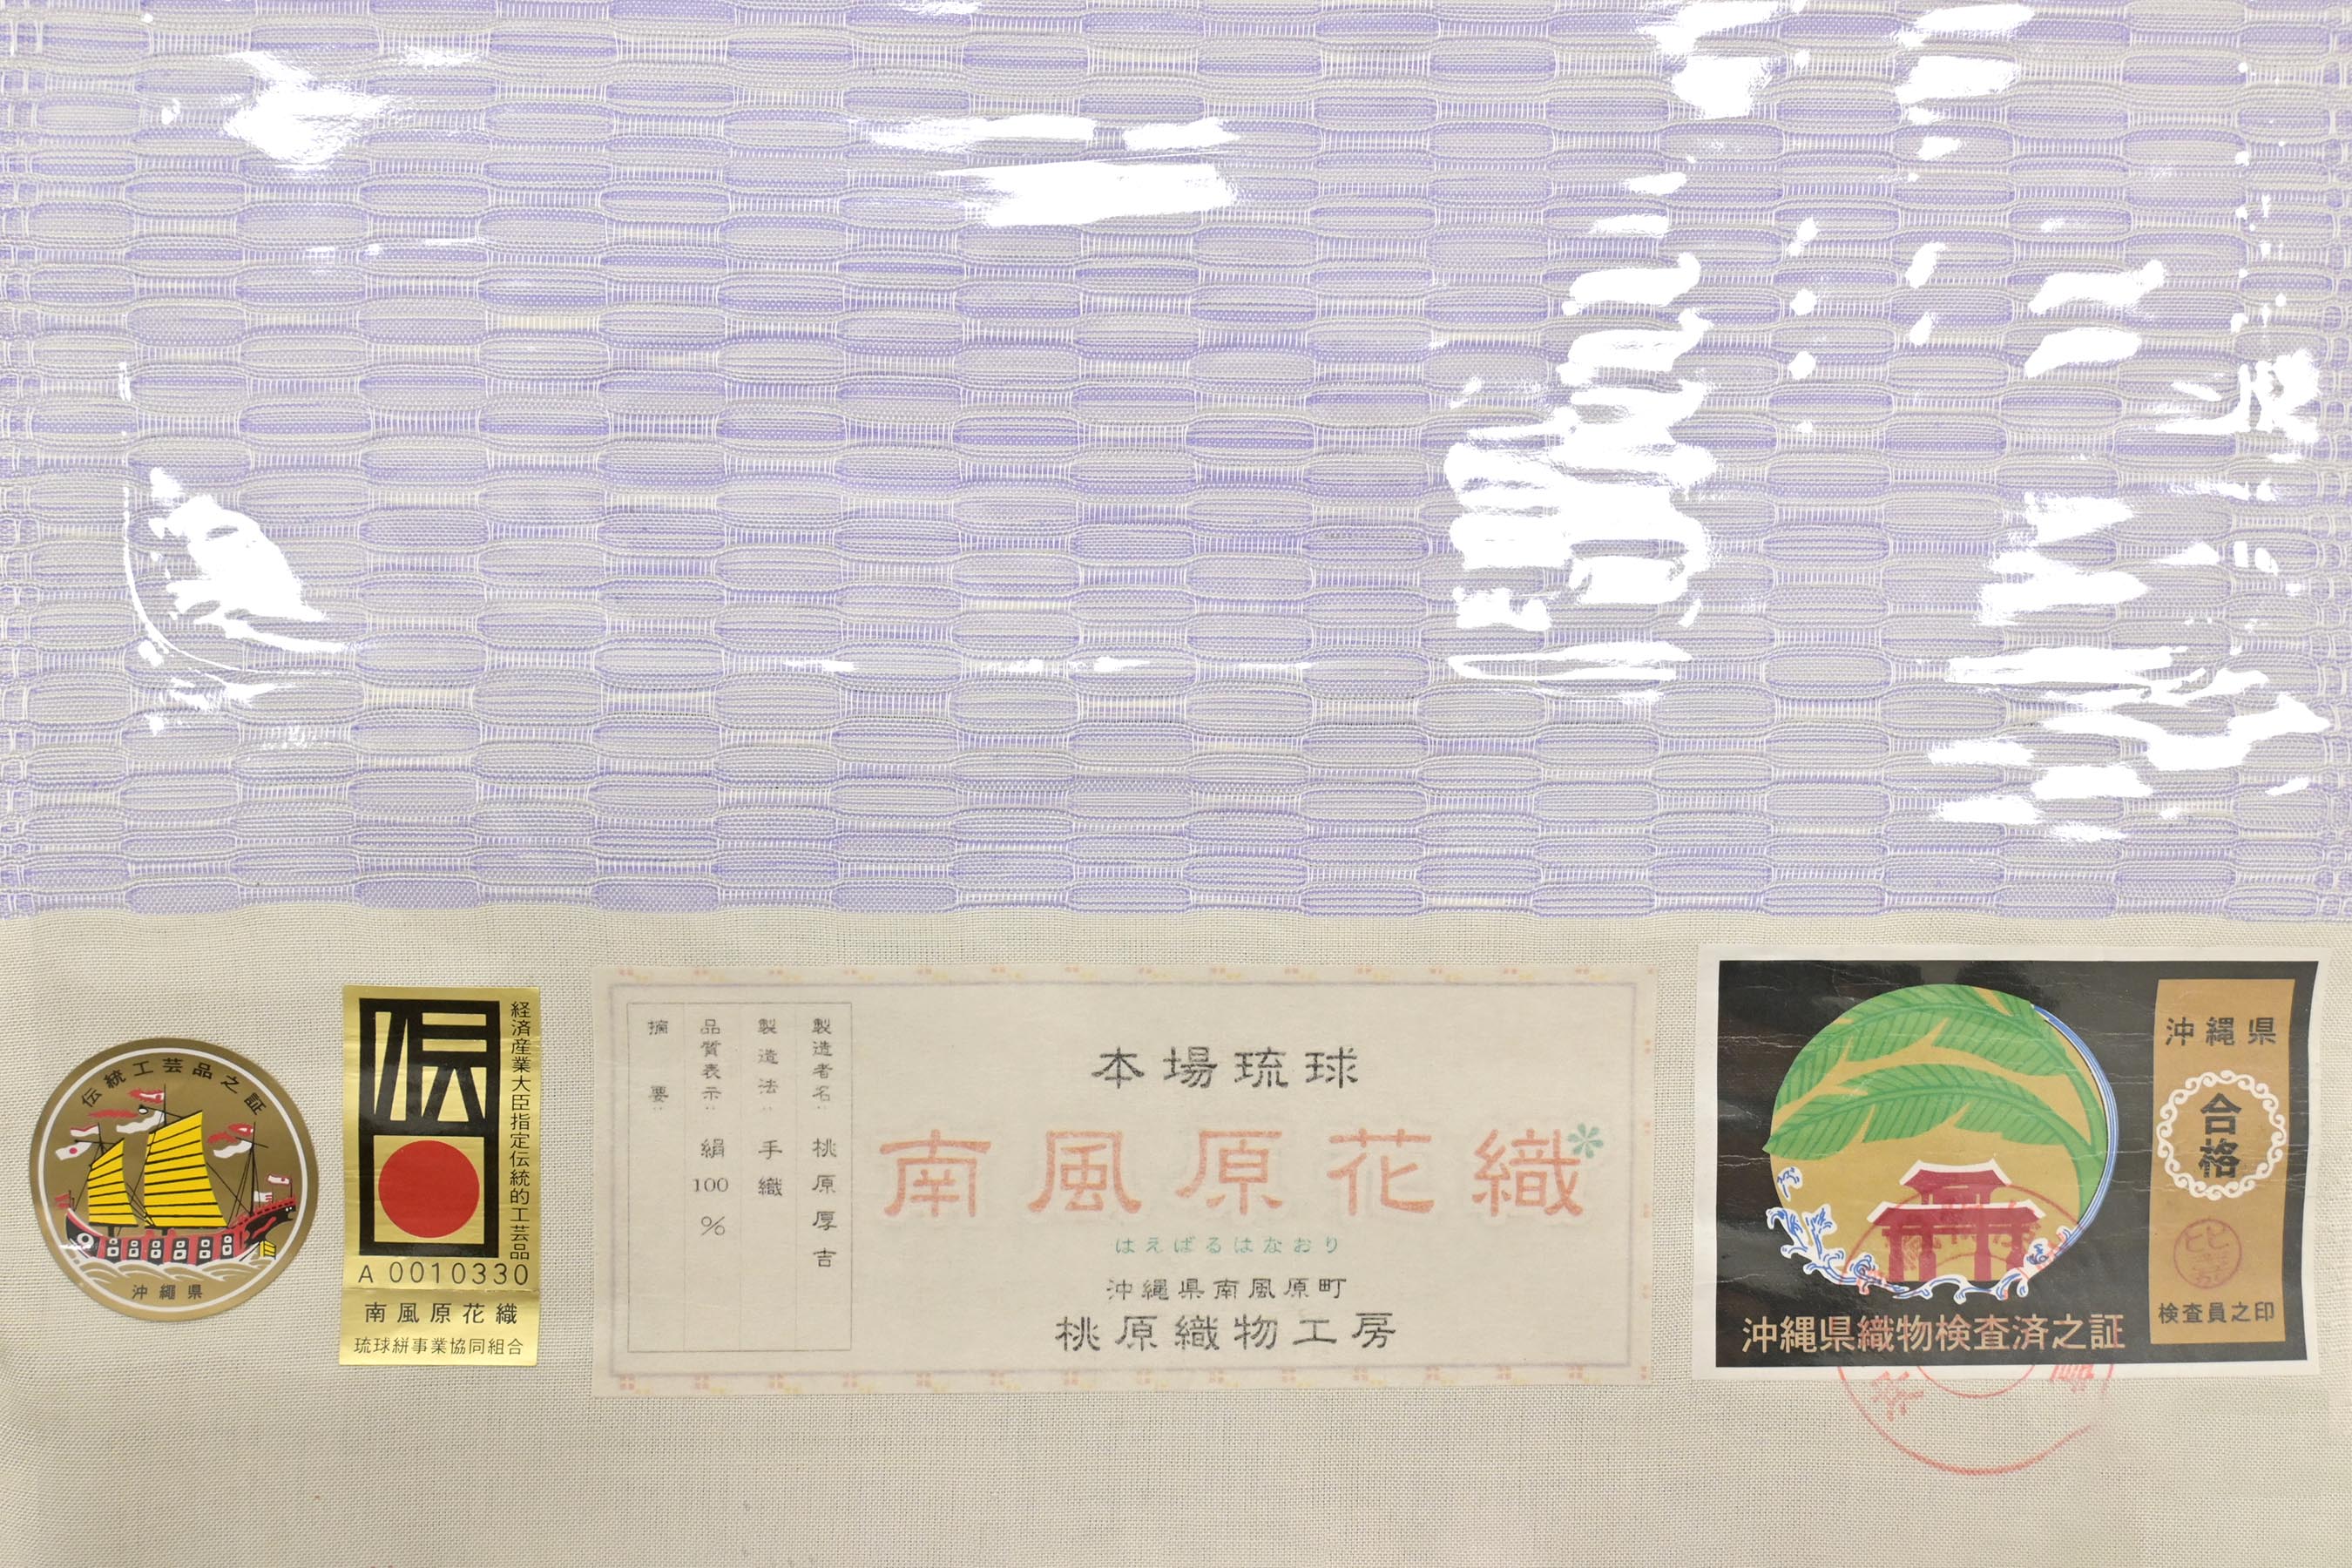 伝統工芸品之証
沖縄県
伝
経済産業大臣指定伝統的工芸品
A 0010330
南風原花織
琉球絣事業協同組合
製造者名 桃原厚吉
製造法 手織
品質表示 絹100%
摘要
本場琉球
南風原花織
はえばるはなおり
沖縄県南風原町
桃原織物工房
沖縄県織物検査済之証
沖縄県
合格
検査員之印